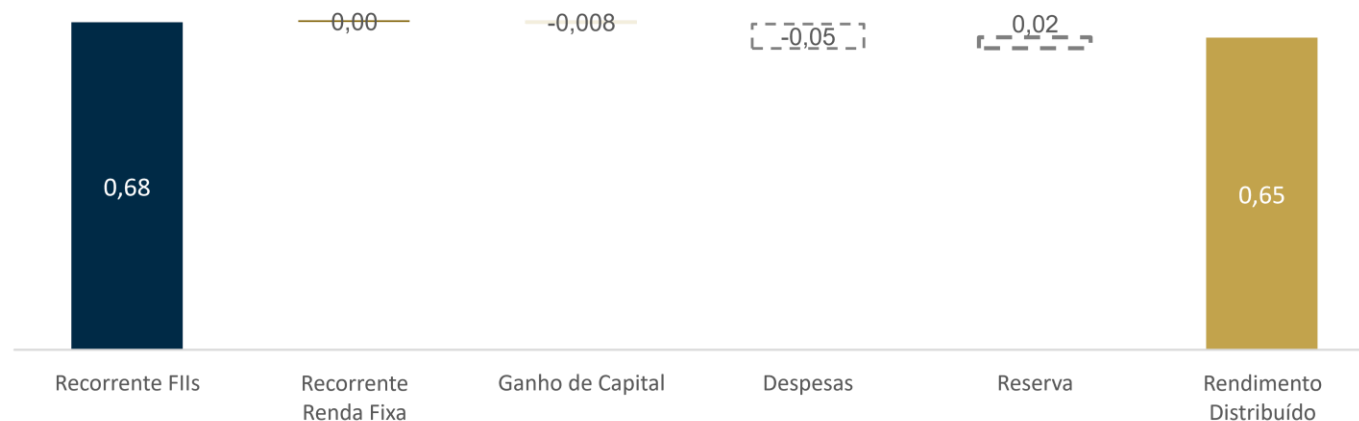 0,00
-0,008
-0,05
0,02
0,68
0,65
Recorrente FIIs
Recorrente
Renda Fixa
Ganho de Capital
Despesas
Reserva
Rendimento
Distribuído